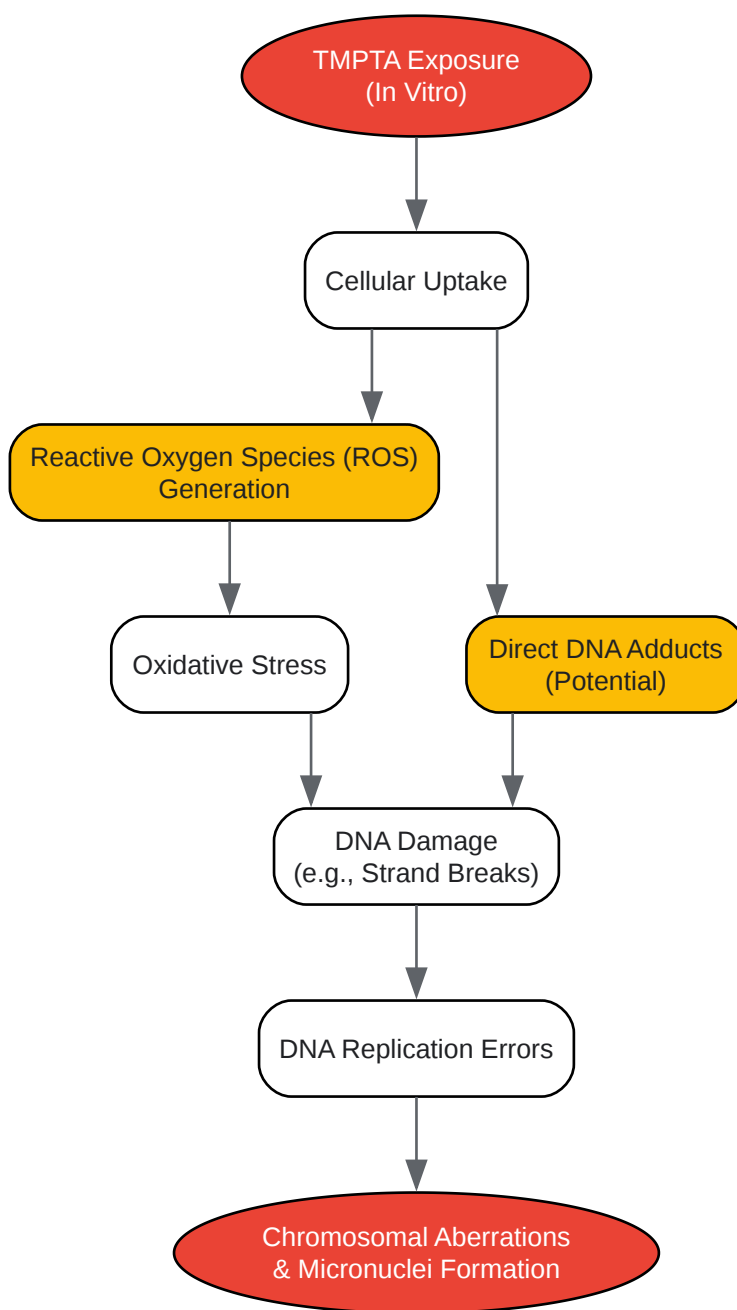 TMPTA Exposure
(In Vitro)
Cellular Uptake
Reactive Oxygen Species (ROS)
Generation
Oxidative Stress
Direct DNA Adducts
(Potential)
DNA Damage
(e.g., Strand Breaks)
DNA Replication Errors
Chromosomal Aberrations
& Micronuclei Formation